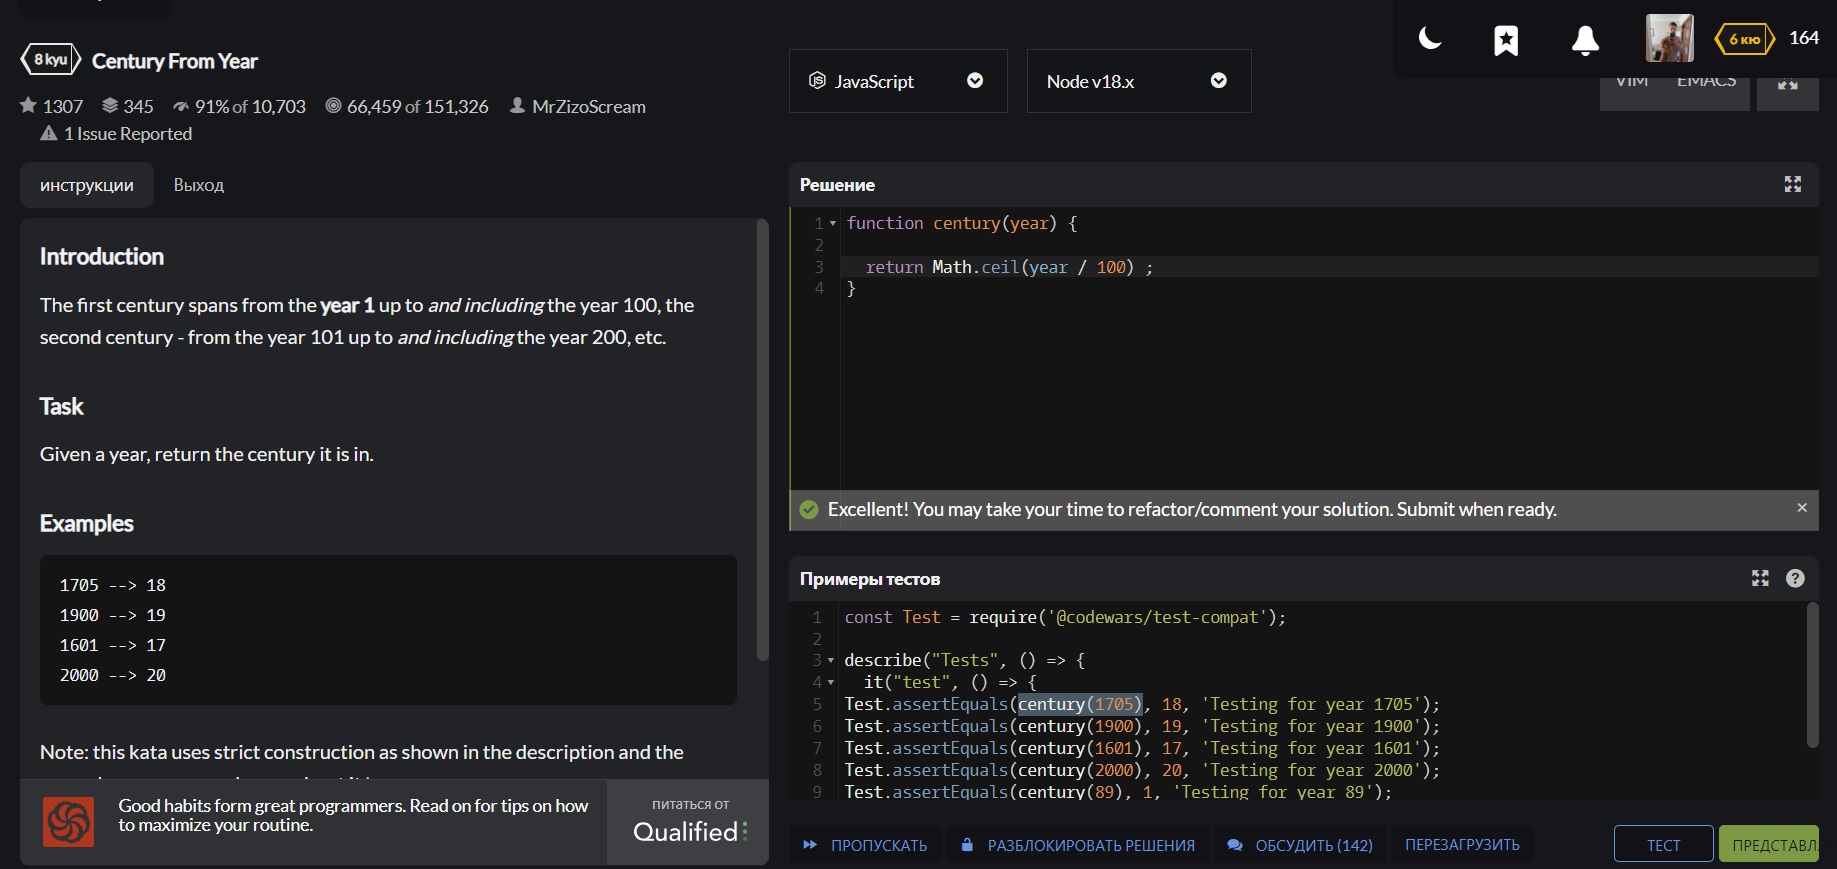 8 kyu Century From Year
1307 345 91% of 10,703 66,459 of 151,326 MrZizoScream
1 Issue Reported
инструкции Выход
Introduction
The first century spans from the year 1 up to and including the year 100, the
second century - from the year 101 up to and including the year 200, etc.
Task
Given a year, return the century it is in.
Examples
1705 --> 18
1900 --> 19
1601 --> 17
2000 --> 20
Note: this kata uses strict construction as shown in the description and the
Good habits form great programmers. Read on for tips on how
to maximize your routine.
питаться от
Qualified
JavaScript Node v18.x
6 кю 164
VIM EMACS
Решение
1 function century(year) {
2
3 return Math.ceil(year / 100) ;
4 }
Excellent! You may take your time to refactor/comment your solution. Submit when ready. ×
Примеры тестов
1 const Test = require('@codewars/test-compat');
2
3 describe("Tests", () => {
4 it("test", () => {
5 Test.assertEquals(century(1705), 18, 'Testing for year 1705');
6 Test.assertEquals(century(1900), 19, 'Testing for year 1900');
7 Test.assertEquals(century(1601), 17, 'Testing for year 1601');
8 Test.assertEquals(century(2000), 20, 'Testing for year 2000');
9 Test.assertEquals(century(89), 1, 'Testing for year 89');
ПРОПУСКАТЬ РАЗБЛОКИРОВАТЬ РЕШЕНИЯ ОБСУДИТЬ (142) ПЕРЕЗАГРУЗИТЬ ТЕСТ ПРЕДСТАВЛ